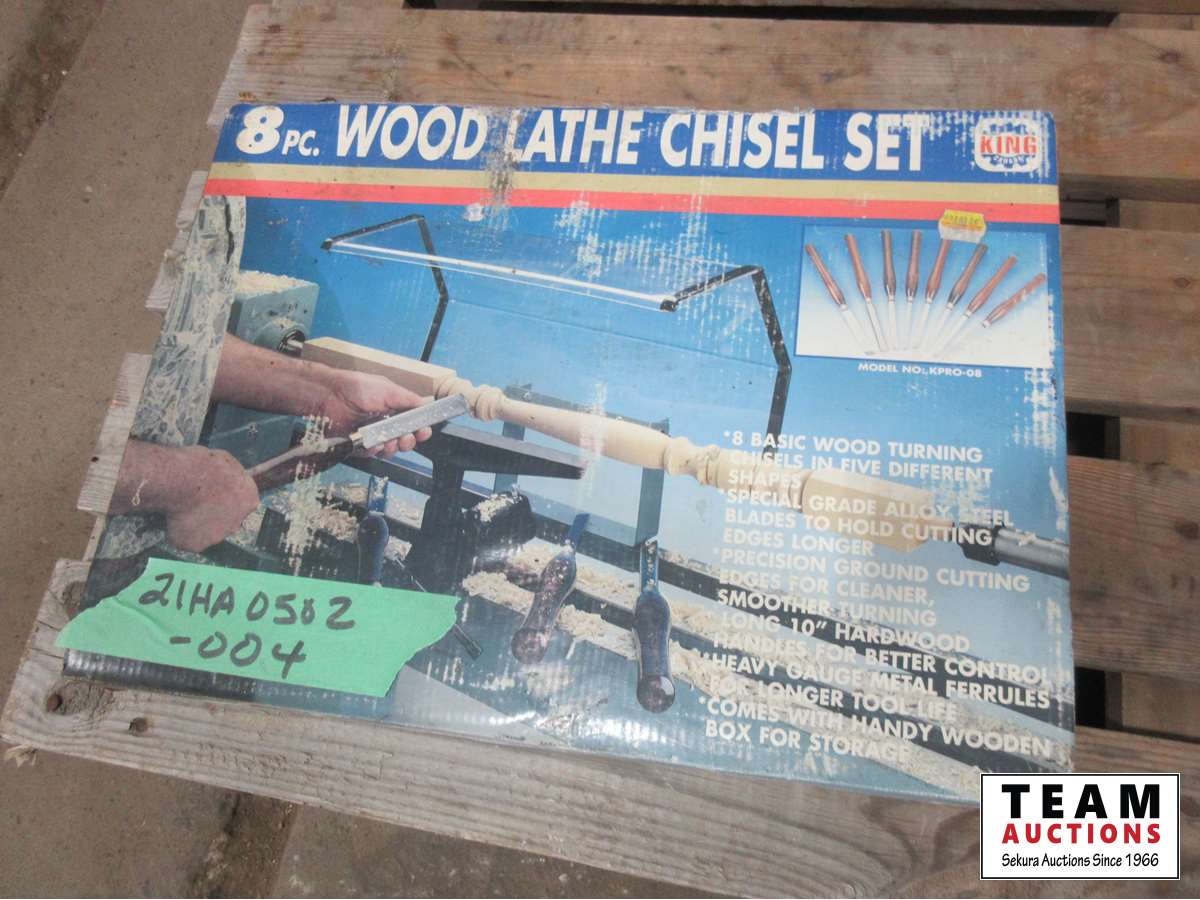 8 PC. WOOD LATHE CHISEL SET
KING
CANADA
MODEL NO: KPRO-08
*8 BASIC WOOD TURNING
CHISELS IN FIVE DIFFERENT
SHAPES
*SPECIAL GRADE ALLOY STEEL
BLADES TO HOLD CUTTING
EDGES LONGER
*PRECISION GROUND CUTTING
EDGES FOR CLEANER,
SMOOTHER TURNING
LONG 10" HARDWOOD
HANDLES FOR BETTER CONTROL
*HEAVY GAUGE METAL FERRULES
FOR LONGER TOOL LIFE
*COMES WITH HANDY WOODEN
BOX FOR STORAGE
21HA0502
-004
TEAM
AUCTIONS
Sekura Auctions Since 1966